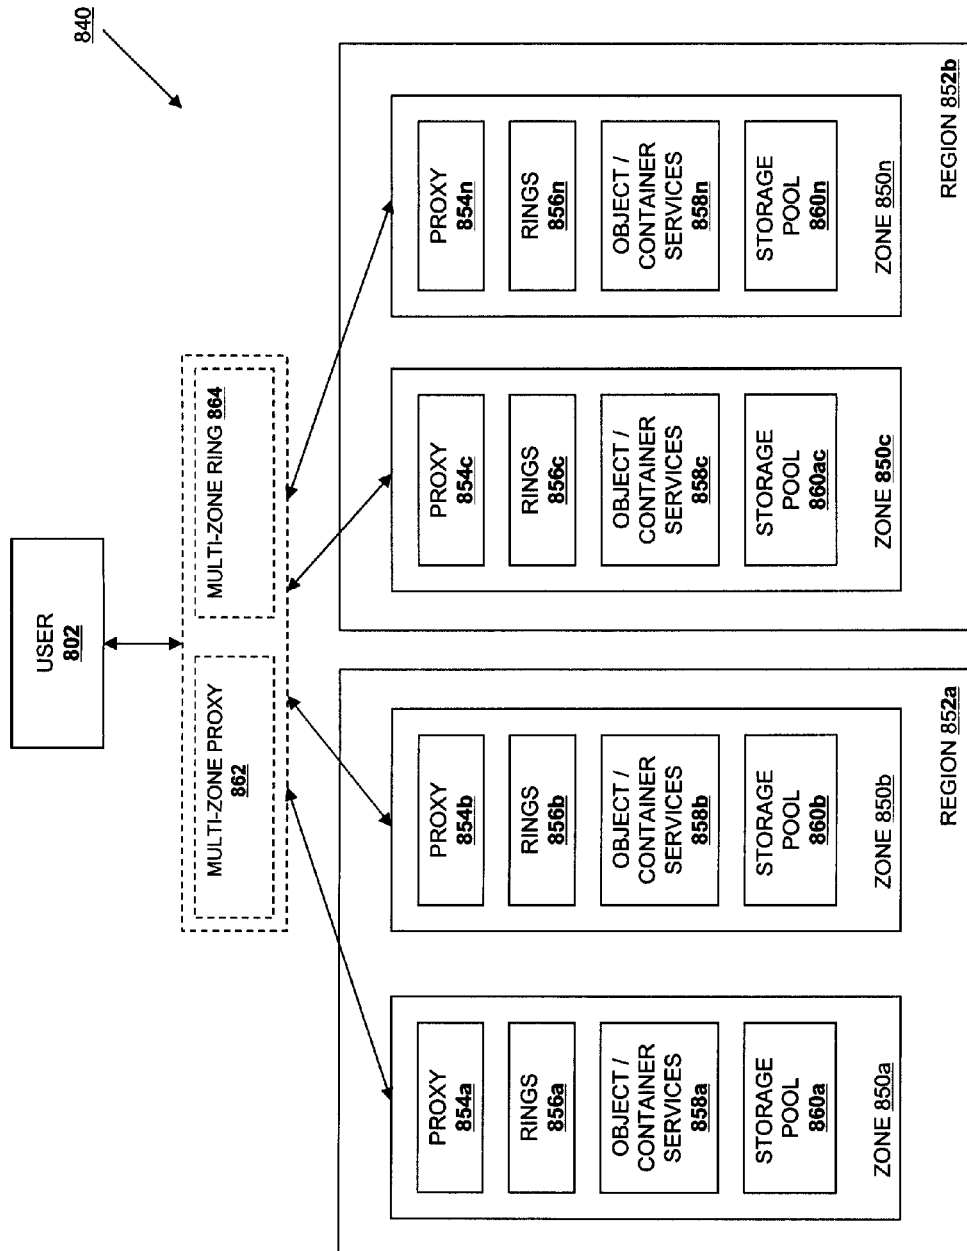 840
USER
802
MULTI-ZONE PROXY
862
MULTI-ZONE RING 864
PROXY
854a
RINGS
856a
OBJECT /
CONTAINER
SERVICES
858a
STORAGE
POOL
860a
ZONE 850a
PROXY
854b
RINGS
856b
OBJECT /
CONTAINER
SERVICES
858b
STORAGE
POOL
860b
ZONE 850b
REGION 852a
PROXY
854c
RINGS
856c
OBJECT /
CONTAINER
SERVICES
858c
STORAGE
POOL
860ac
ZONE 850c
PROXY
854n
RINGS
856n
OBJECT /
CONTAINER
SERVICES
858n
STORAGE
POOL
860n
ZONE 850n
REGION 852b